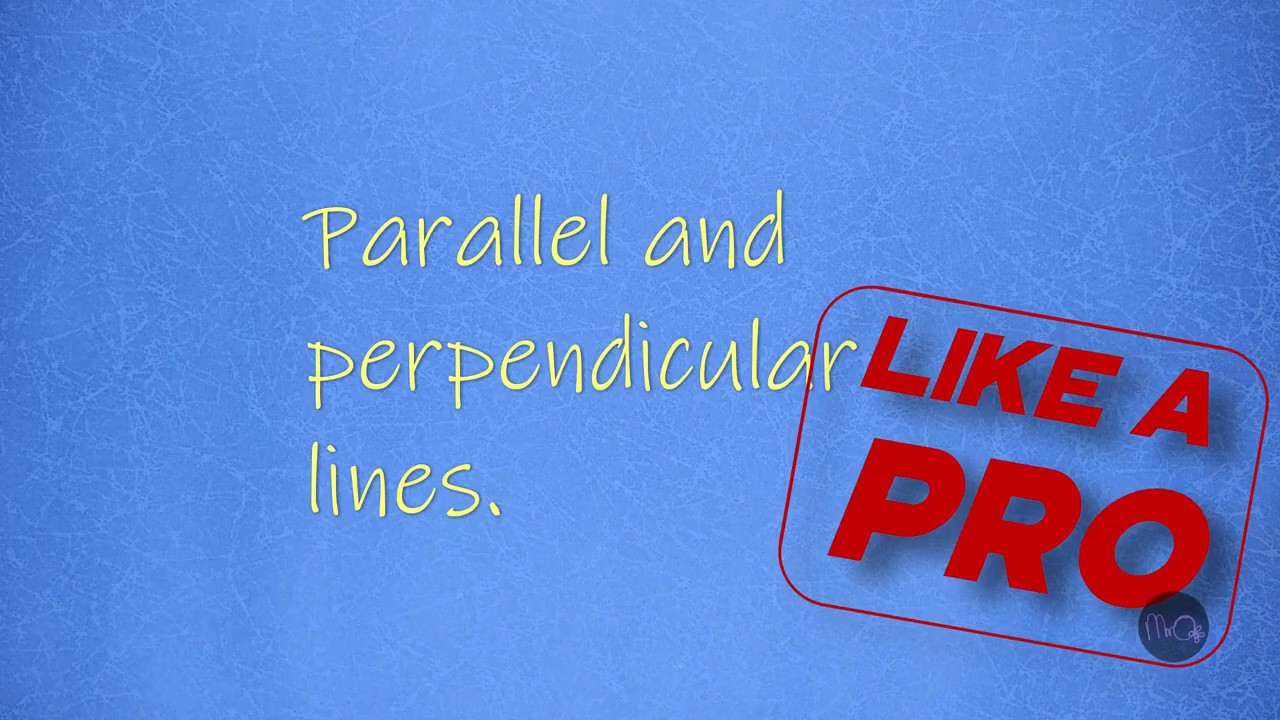 Parallel and
perpendicular
lines.
LIKE A
PRO